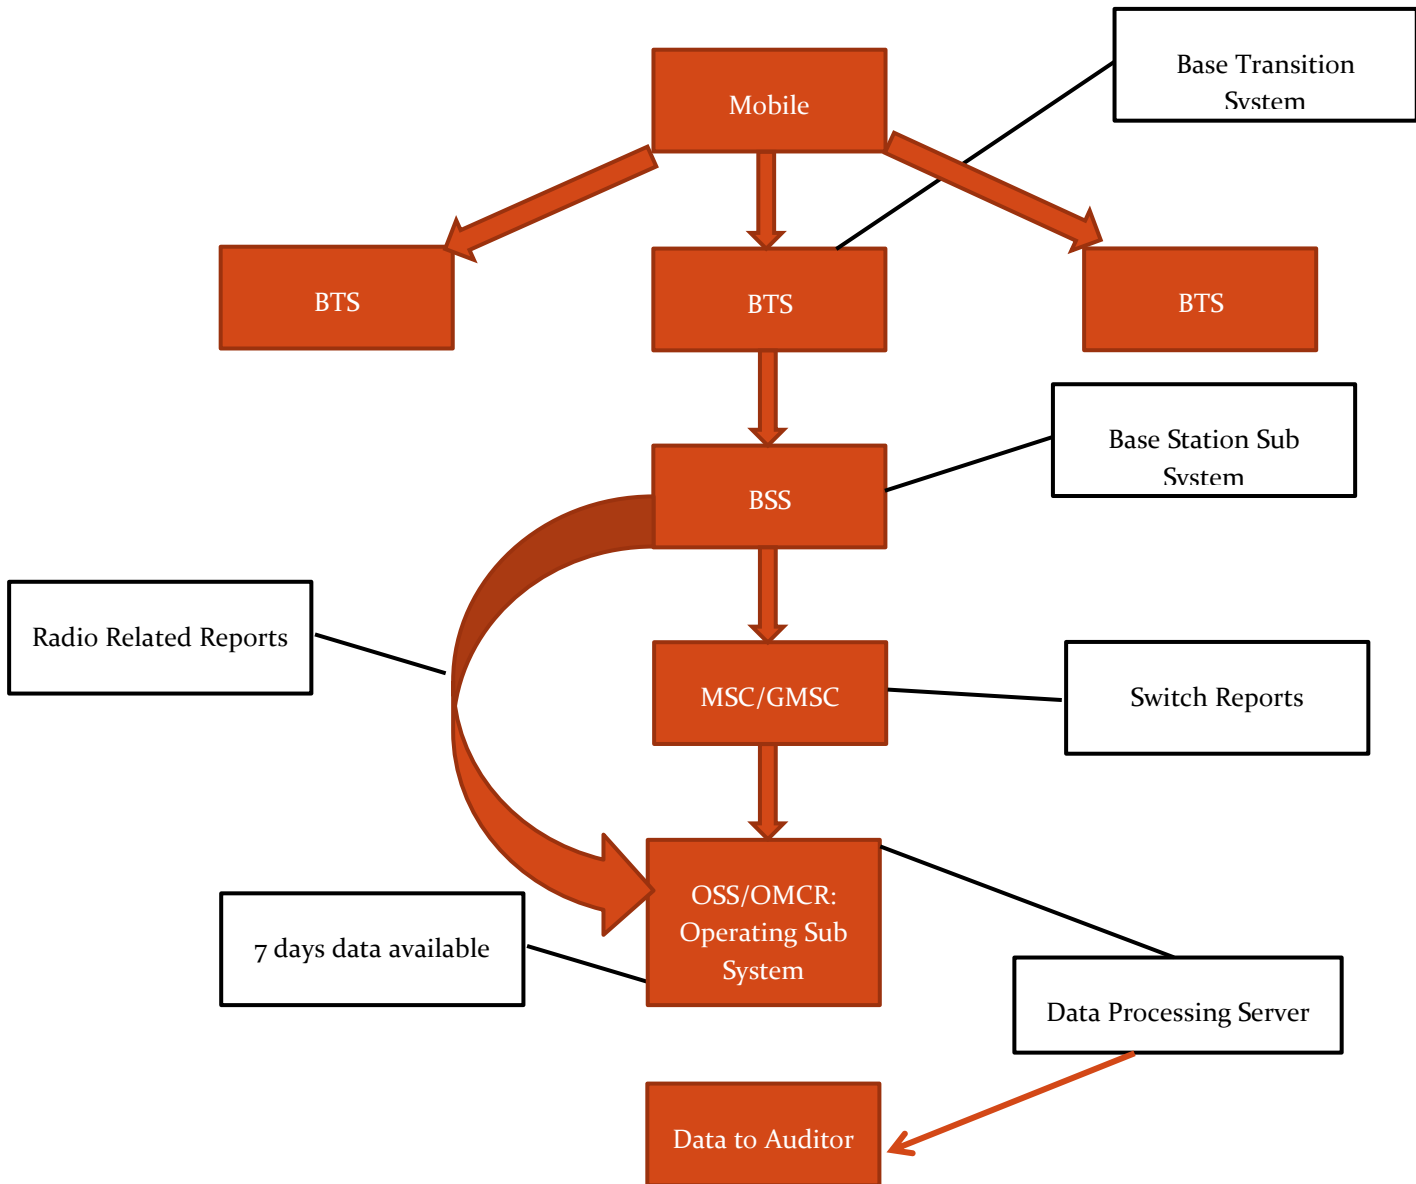 Base Transition
System
Mobile
BTS
BTS
BTS
Base Station Sub
System
BSS
Radio Related Reports
MSC/GMSC
Switch Reports
OSS/OMCR:
Operating Sub
System
7 days data available
Data Processing Server
Data to Auditor